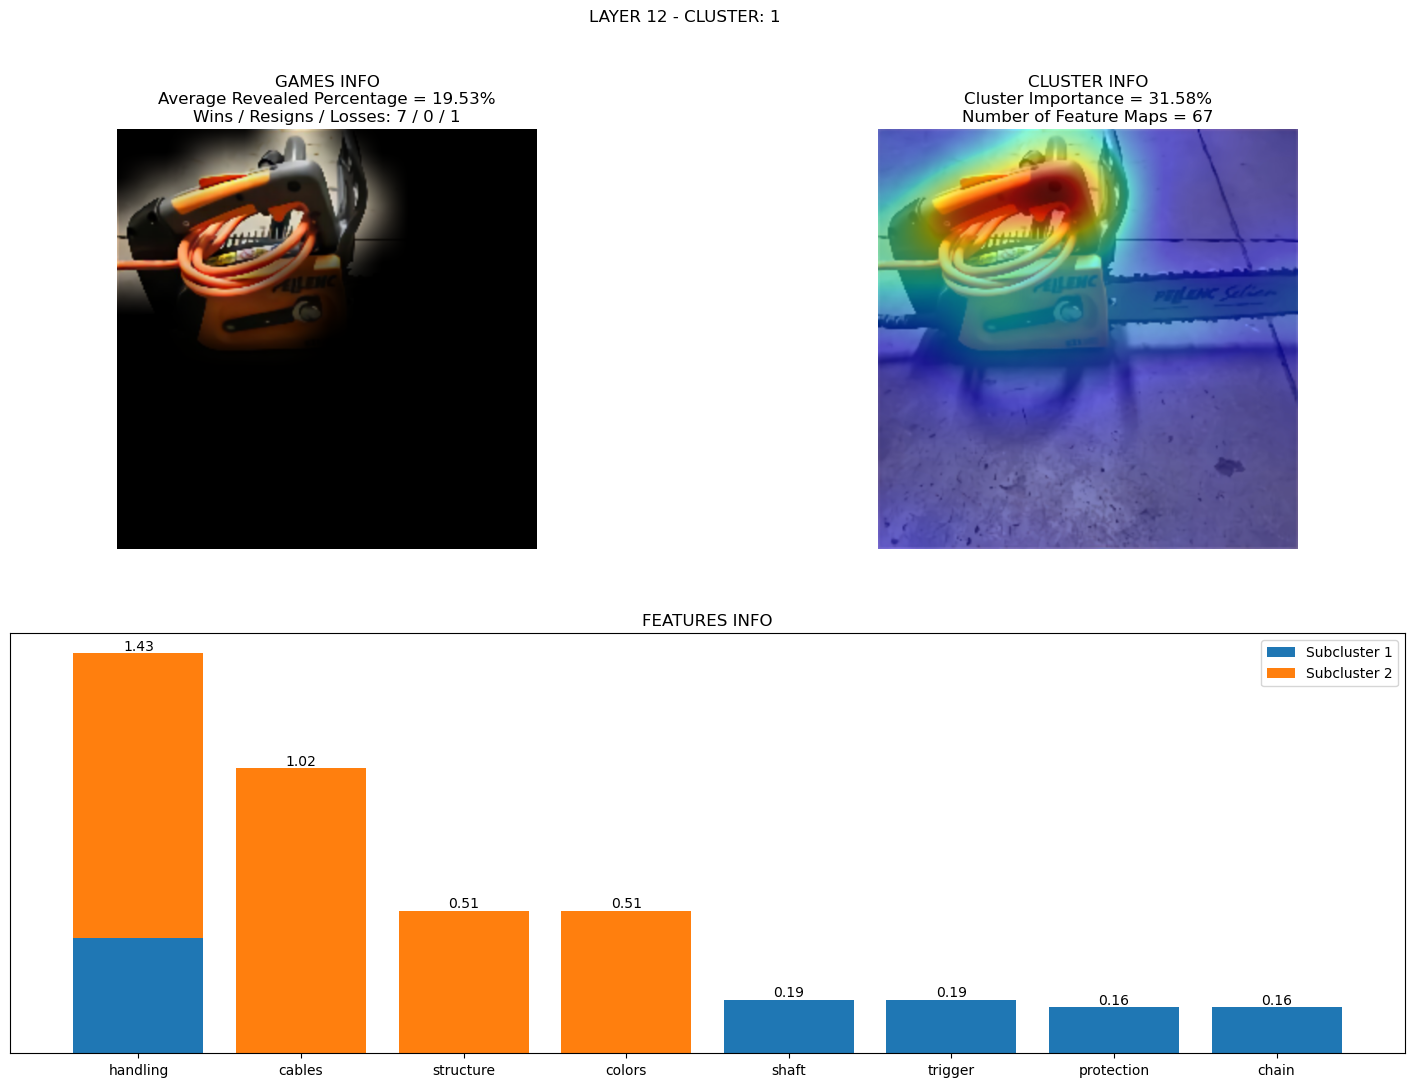 LAYER 12 - CLUSTER: 1
GAMES INFO
Average Revealed Percentage = 19.53%
Wins / Resigns / Losses: 7 / 0 / 1
CLUSTER INFO
Cluster Importance = 31.58%
Number of Feature Maps = 67
PELLENC
PELLENC
PELLENC Selion
FEATURES INFO
Subcluster 1
Subcluster 2
1.43
1.02
0.51
0.51
0.19
0.19
0.16
0.16
handling
cables
structure
colors
shaft
trigger
protection
chain